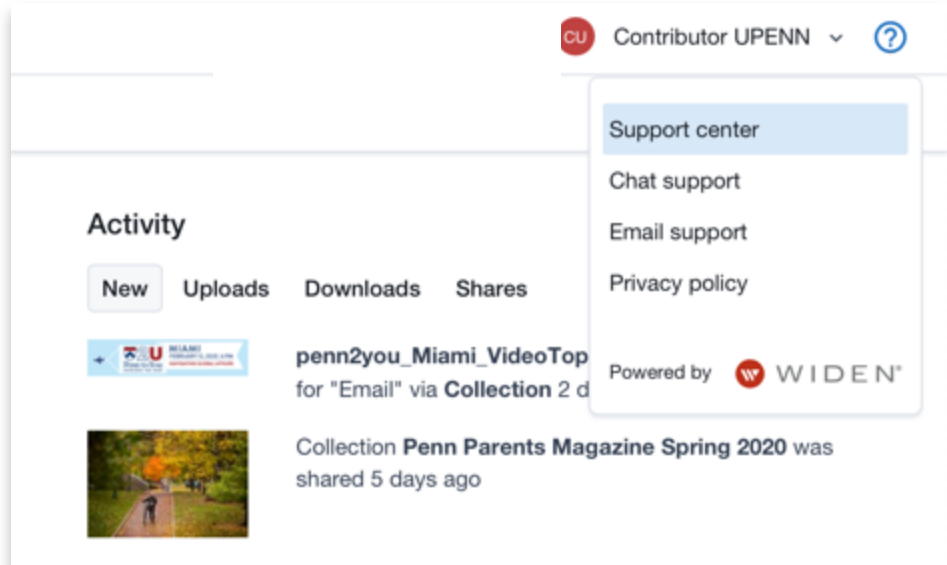 CU Contributor UPENN ?
Support center
Chat support
Email support
Privacy policy
Powered by W WIDEN
Activity
New Uploads Downloads Shares
U MIAMI
penn2you_Miami_VideoTop
for "Email" via Collection 2 d
Collection Penn Parents Magazine Spring 2020 was
shared 5 days ago